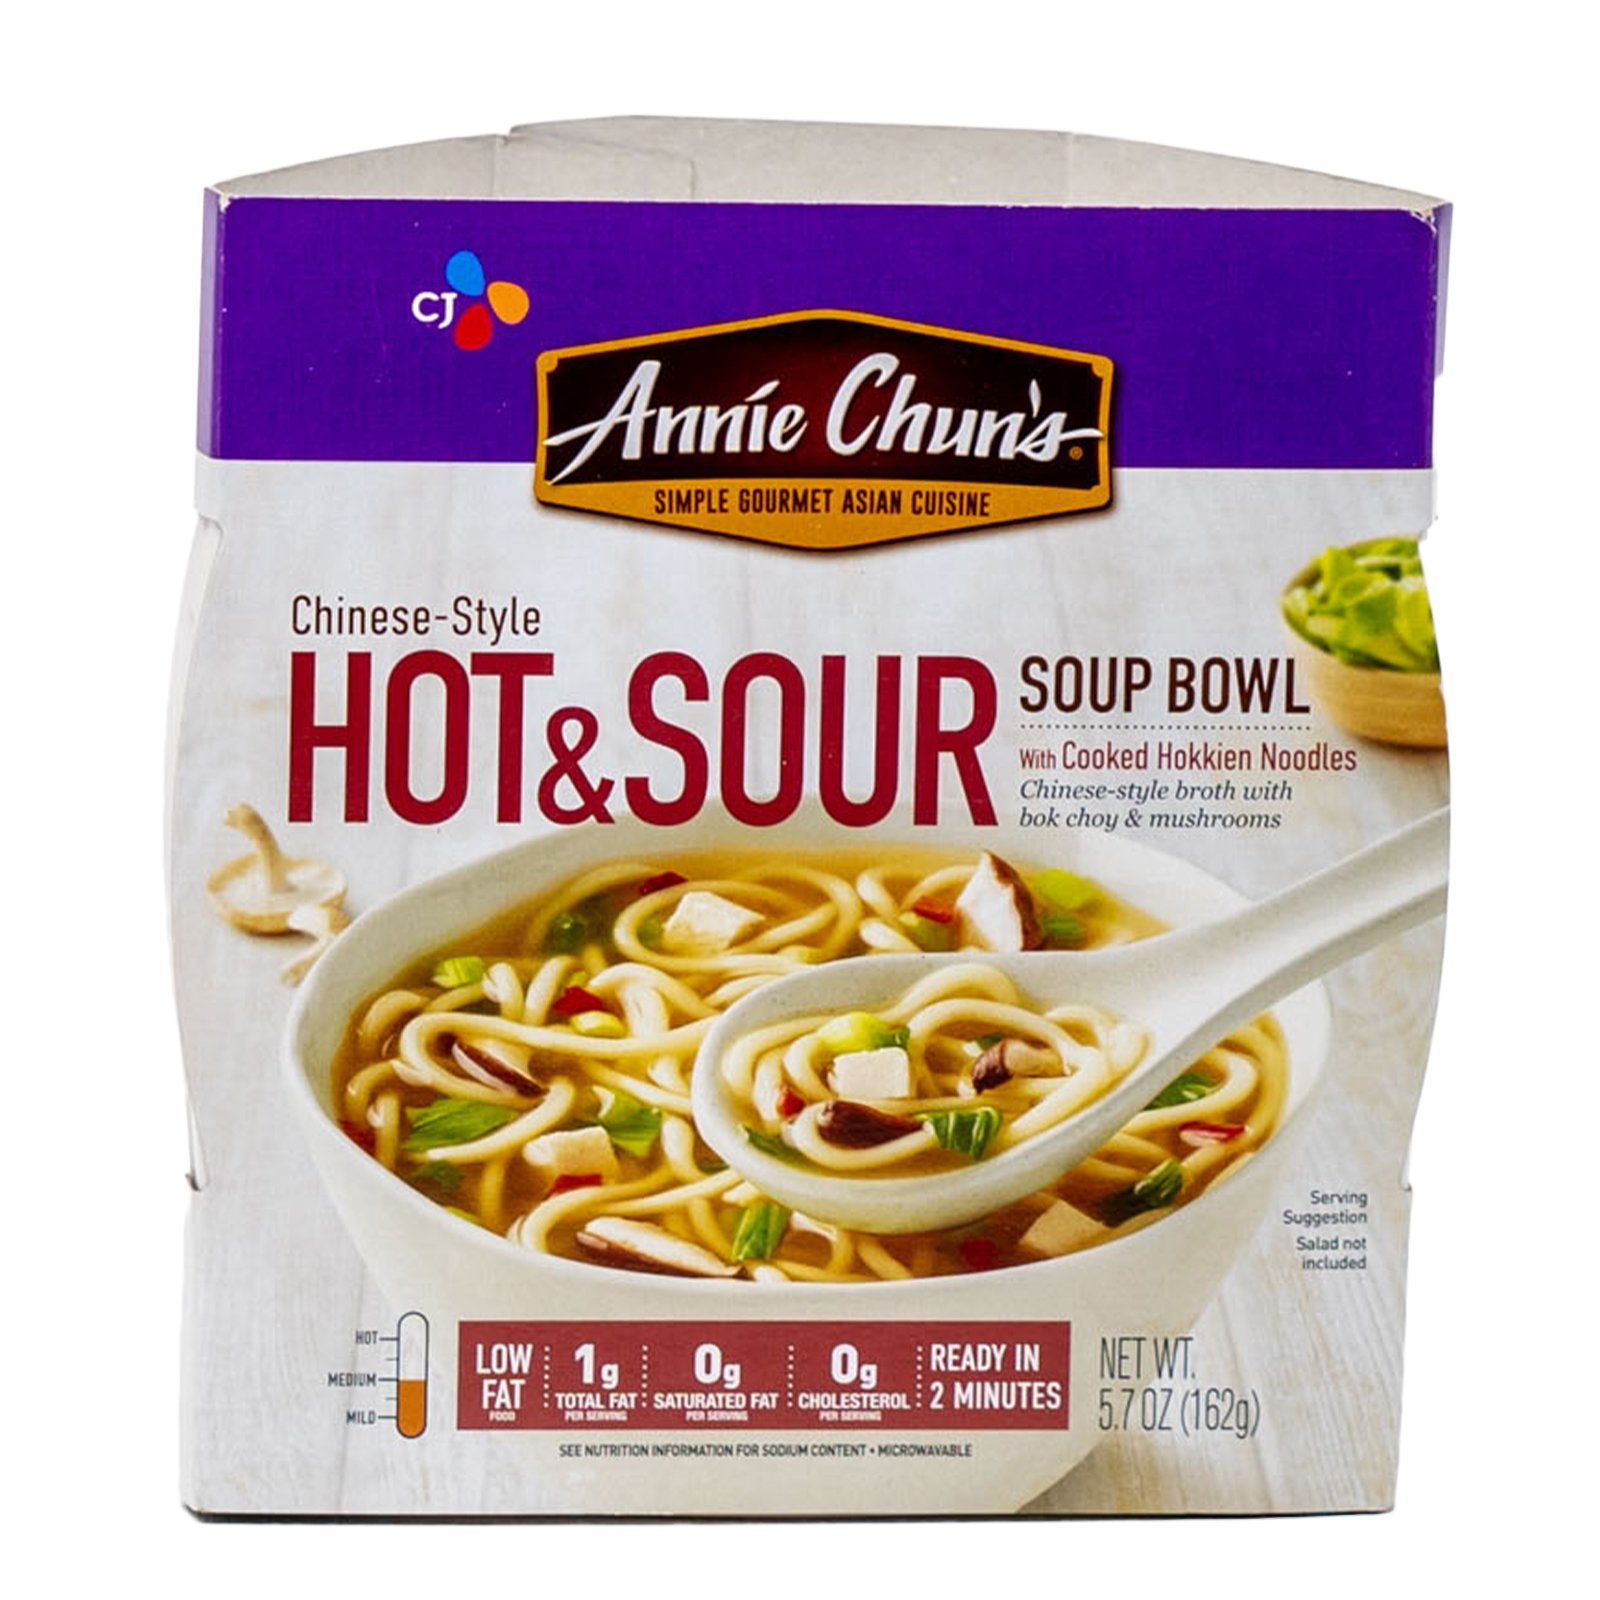 CJ
Annie Chun's®
SIMPLE GOURMET ASIAN CUISINE
Chinese-Style
HOT&SOUR
SOUP BOWL
With Cooked Hokkien Noodles
Chinese-style broth with
bok choy & mushrooms
Serving
Suggestion
Salad not
included
HOT
MEDIUM
MILD
LOW
FAT
FOOD
1g
TOTAL FAT
PER SERVING
0g
SATURATED FAT
PER SERVING
0g
CHOLESTEROL
PER SERVING
READY IN
2 MINUTES
NET WT.
5.7 OZ (162g)
SEE NUTRITION INFORMATION FOR SODIUM CONTENT • MICROWAVABLE